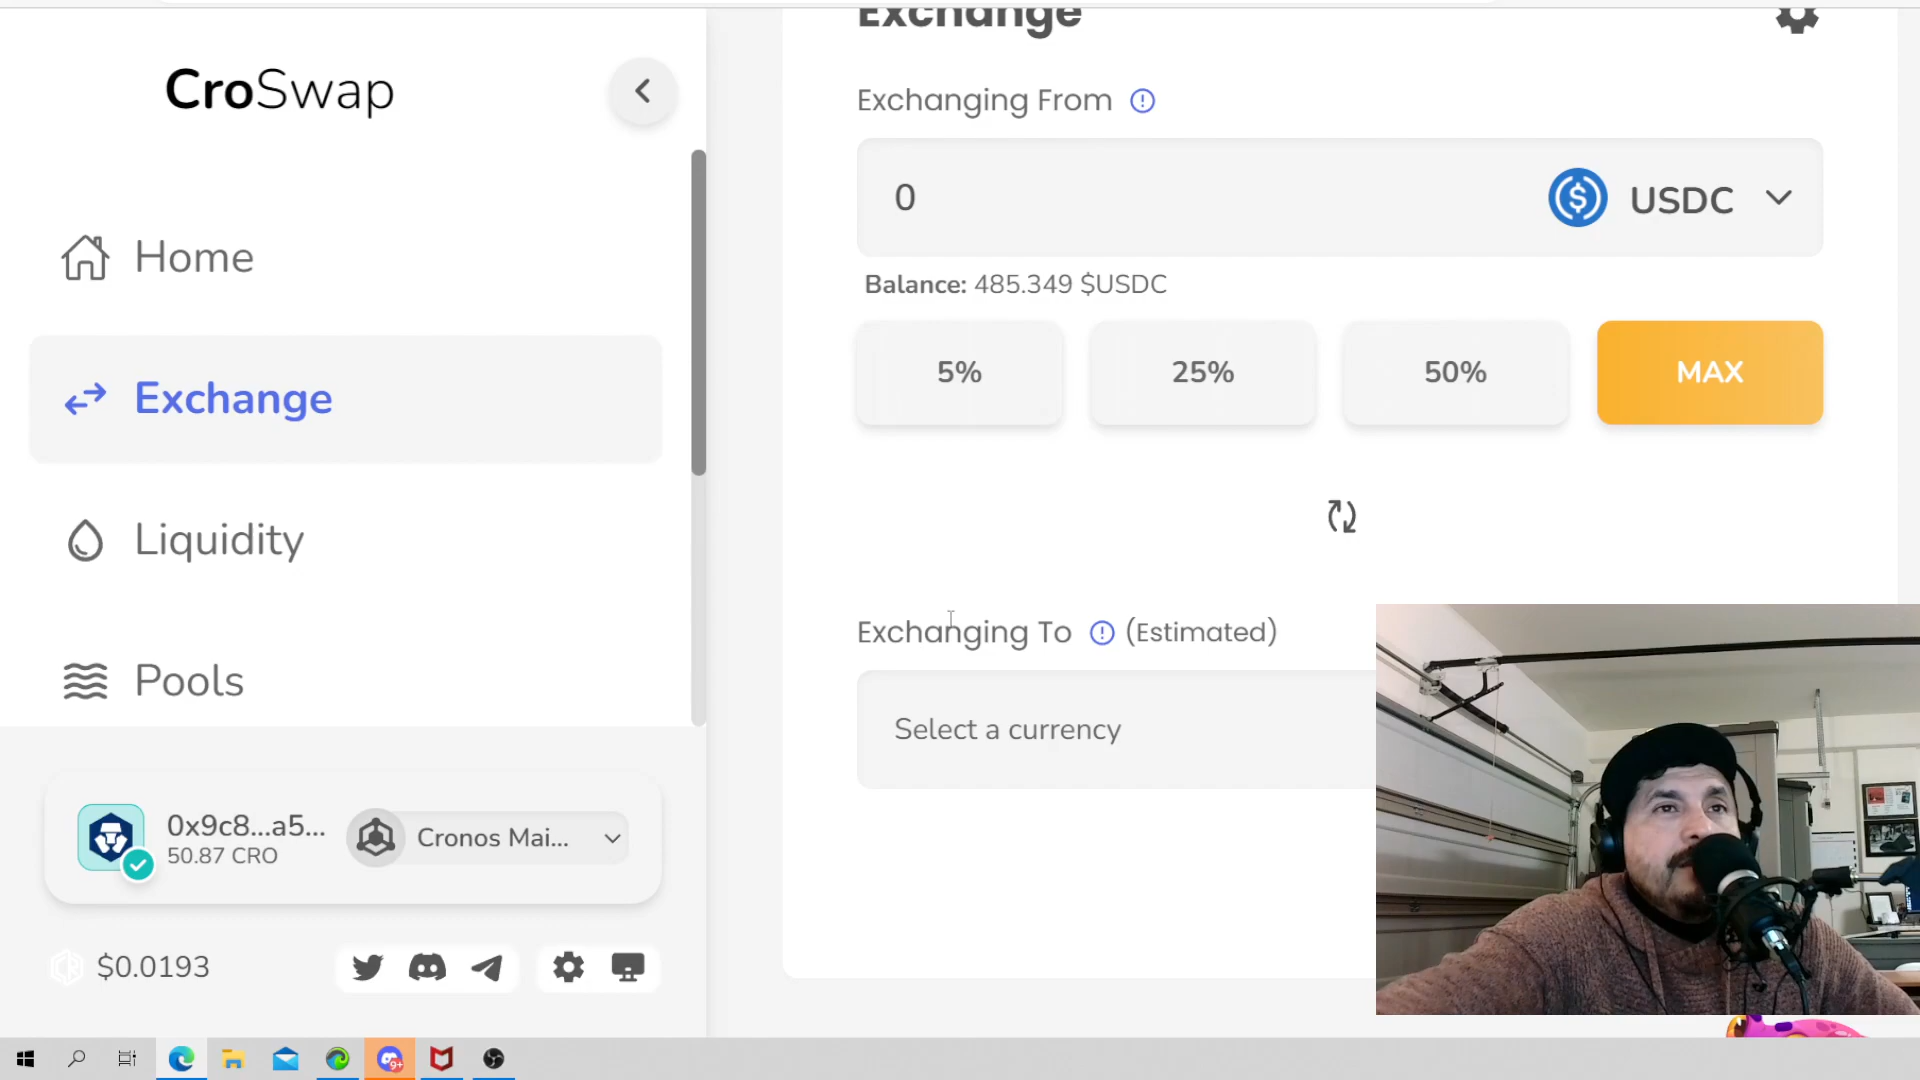 CroSwap
Home
Exchange
Liquidity
Pools
0x9c8...a5...
50.87 CRO
Cronos Mai...
$0.0193
Exchange
Exchanging From
0
USDC
Balance: 485.349 $USDC
5%
25%
50%
MAX
Exchanging To (Estimated)
Select a currency
9+